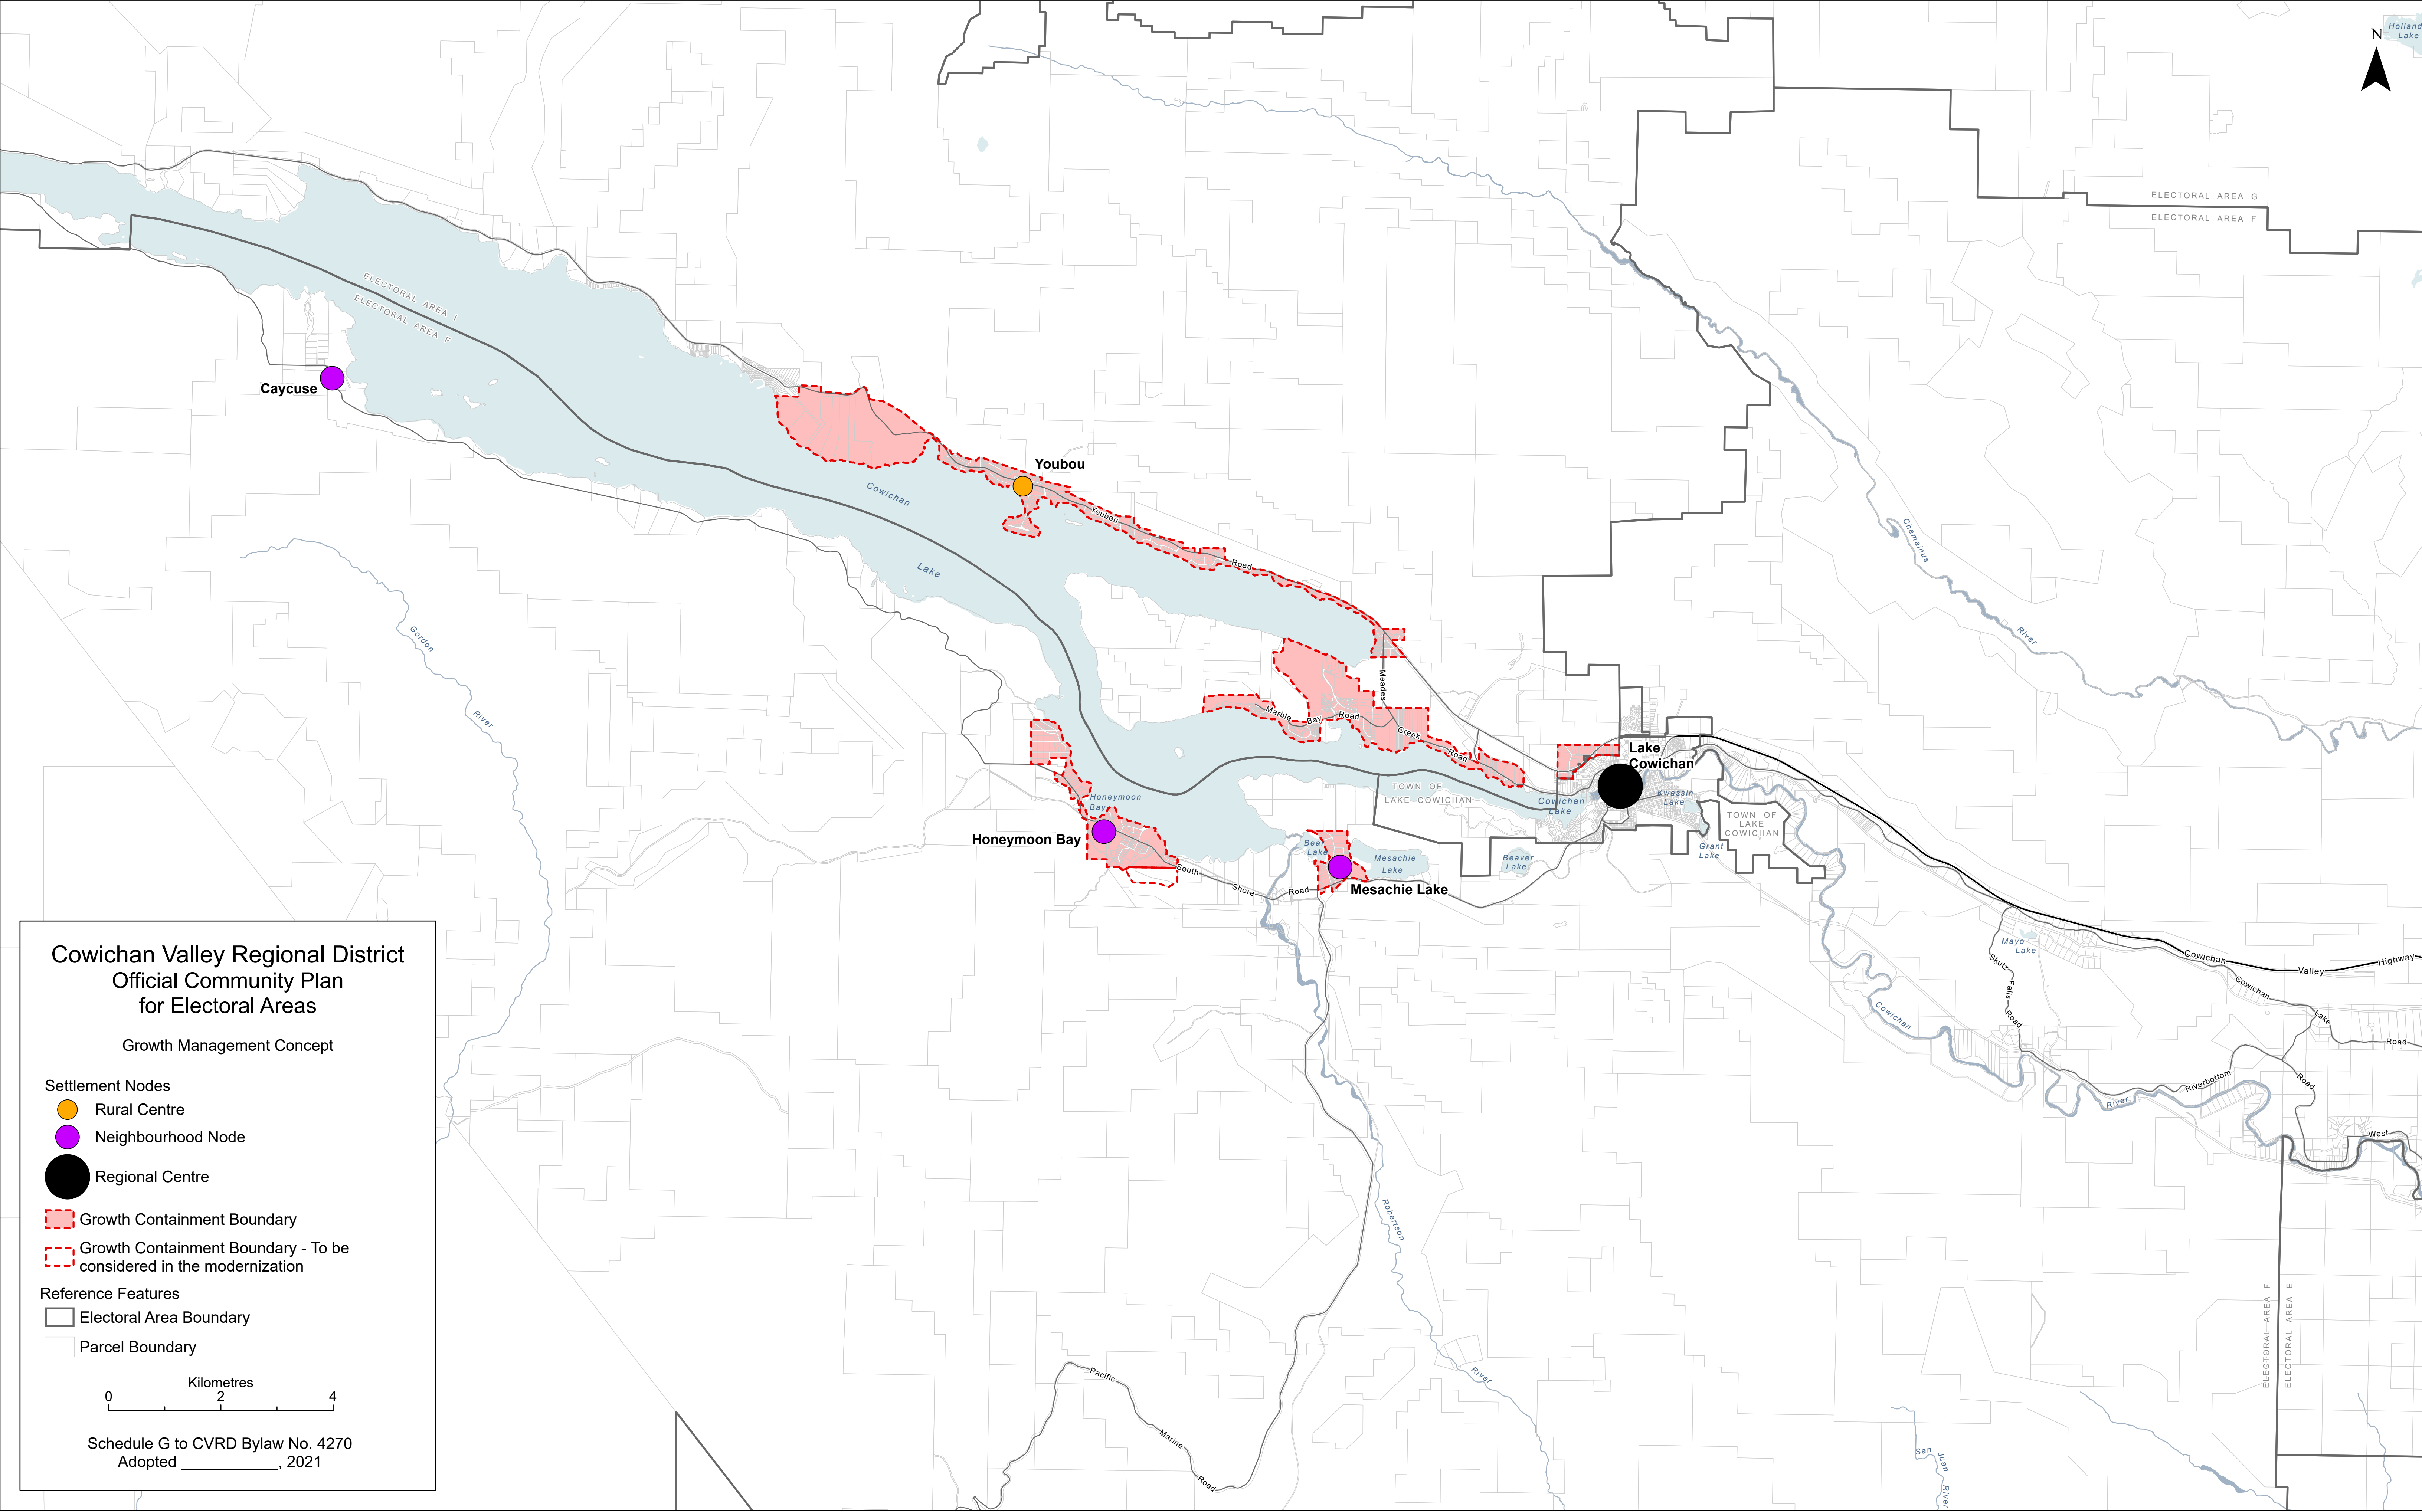 Holland
Lake
N
ELECTORAL AREA G
ELECTORAL AREA F
ELECTORAL AREA I
ELECTORAL AREA F
Caycuse
Youbou
Cowichan
Lake
Youbou
Road
Chemainus
River
Gordon
River
Meades
Creek
Road
Marble
Bay
Road
Lake
Cowichan
TOWN OF
LAKE COWICHAN
Cowichan
Lake
Kwassin
Lake
TOWN OF
LAKE
COWICHAN
Grant
Lake
Honeymoon
Bay
Honeymoon Bay
Bear
Lake
Mesachie
Lake
Beaver
Lake
Mesachie Lake
South
Shore
Road
Mayo
Lake
Skutz
Falls
Road
Cowichan
Valley
Highway
Cowichan
Lake
Road
Cowichan
River
Riverbottom
Road
West
Robertson
River
Pacific
Marine
Road
San
Juan
River
ELECTORAL AREA F
ELECTORAL AREA E
Cowichan Valley Regional District
Official Community Plan
for Electoral Areas
Growth Management Concept
Settlement Nodes
Rural Centre
Neighbourhood Node
Regional Centre
Growth Containment Boundary
Growth Containment Boundary - To be
considered in the modernization
Reference Features
Electoral Area Boundary
Parcel Boundary
Kilometres
0 2 4
Schedule G to CVRD Bylaw No. 4270
Adopted ___________, 2021